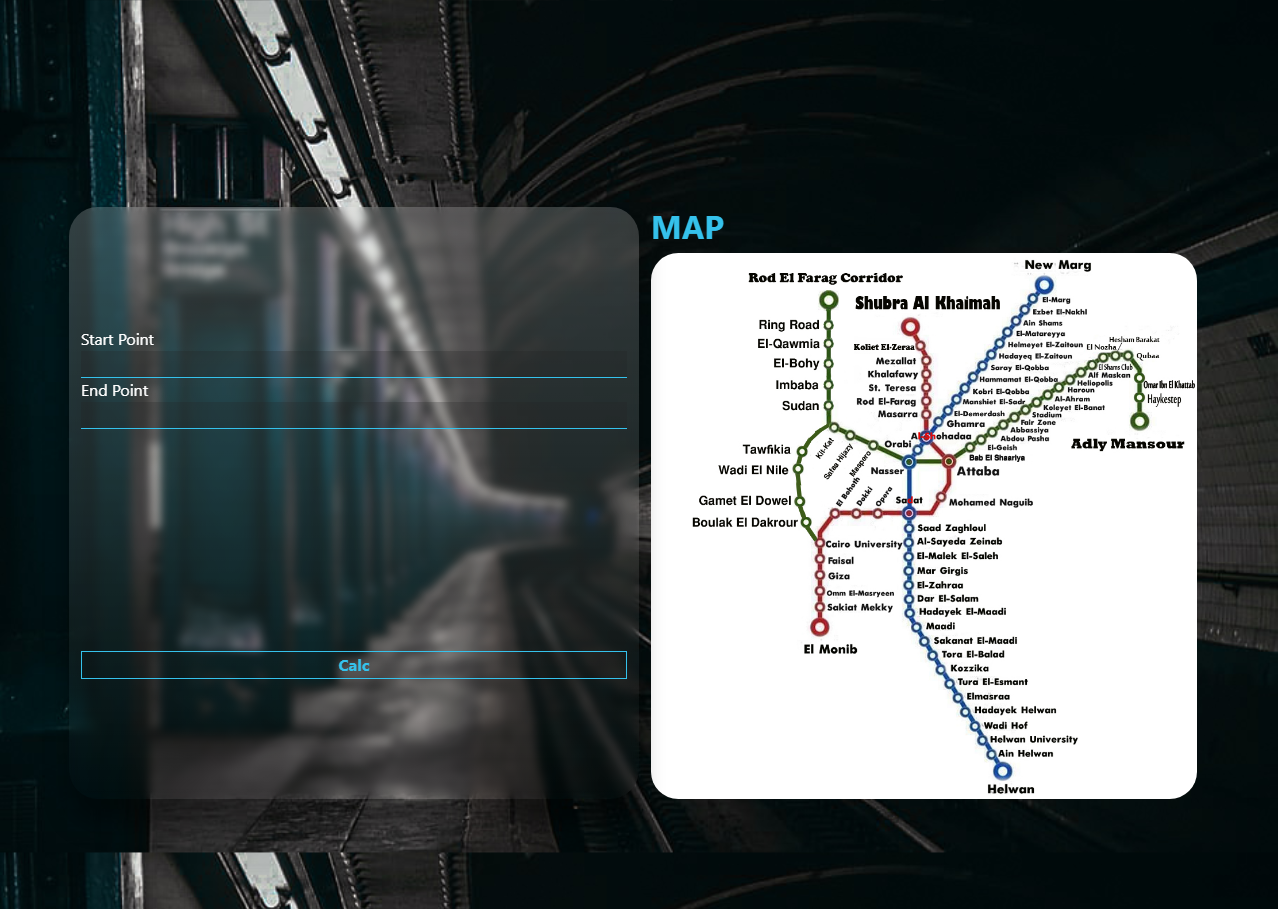 High St
Brooklyn
Bridge
Start Point
End Point
Calc
MAP
New Marg
Rod El Farag Corridor
Shubra Al Khaimah
El-Marg
Ezbet El-Nakhl
Ain Shams
El-Matareyya
Helmeyet El-Zaitoun
Hadayeq El-Zaitoun
Saray El-Qobba
Hammamat El-Qobba
Kobri El-Qobba
Manshiet El-Sadr
El-Demerdash
Ghamra
Al-Shohadaa
Orabi
Nasser
Sadat
Ring Road
El-Qawmia
El-Bohy
Imbaba
Sudan
Kit-Kat
Safaa Hijazy
Maspero
Tawfikia
Wadi El Nile
Gamet El Dowel
Boulak El Dakrour
Koliet El-Zeraa
Mezallat
Khalafawy
St. Teresa
Rod El-Farag
Masarra
Attaba
Mohamed Naguib
Opera
Dokki
El Bohoth
Cairo University
Faisal
Giza
Omm El-Masryeen
Sakiat Mekky
El Monib
Hesham Barakat
El Nozha
Qubaa
El Shams Club
Alf Maskan
Heliopolis
Haroun
Al-Ahram
Koleyet El-Banat
Stadium
Fair Zone
Abbassiya
Abdou Pasha
El-Geish
Bab El Shaariya
Omar Ibn El Khattab
Haykestep
Adly Mansour
Saad Zaghloul
Al-Sayeda Zeinab
El-Malek El-Saleh
Mar Girgis
El-Zahraa
Dar El-Salam
Hadayek El-Maadi
Maadi
Sakanat El-Maadi
Tora El-Balad
Kozzika
Tura El-Esmant
Elmasraa
Hadayek Helwan
Wadi Hof
Helwan University
Ain Helwan
Helwan